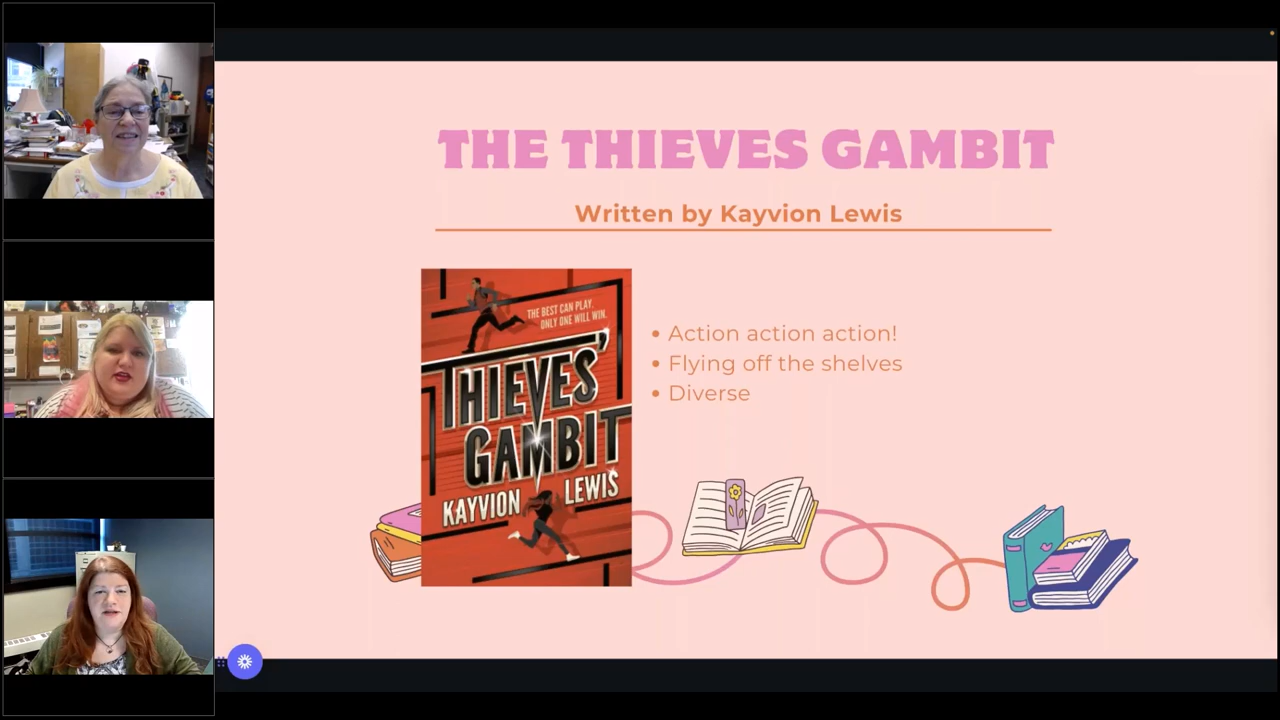 THE THIEVES GAMBIT
Written by Kayvion Lewis
THE BEST CAN PLAY.
ONLY ONE WILL WIN.
THIEVES'
GAMBIT
KAYVION LEWIS
• Action action action!
• Flying off the shelves
• Diverse